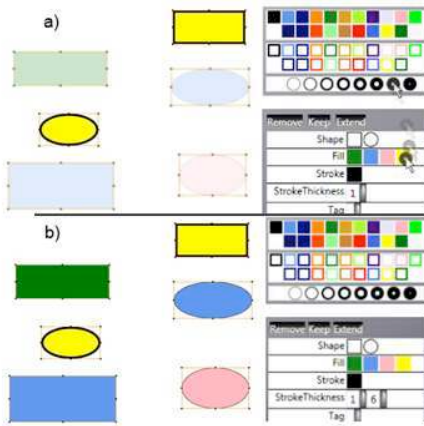 a)
Remove Keep Extend
Shape
Fill
Stroke
StrokeThickness 1
Tag
b)
Remove Keep Extend
Shape
Fill
Stroke
StrokeThickness 1 6
Tag